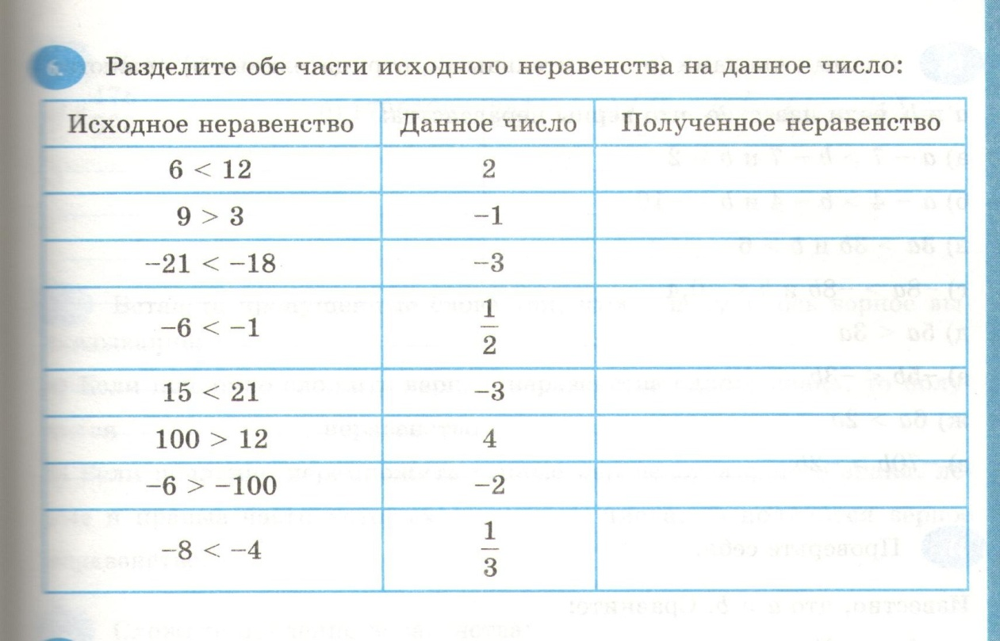 6. Разделите обе части исходного неравенства на данное число:
Исходное неравенство Данное число Полученное неравенство
6 < 12 2
9 > 3 −1
−21 < −18 −3
−6 < −1 1/2
15 < 21 −3
100 > 12 4
−6 > −100 −2
−8 < −4 1/3